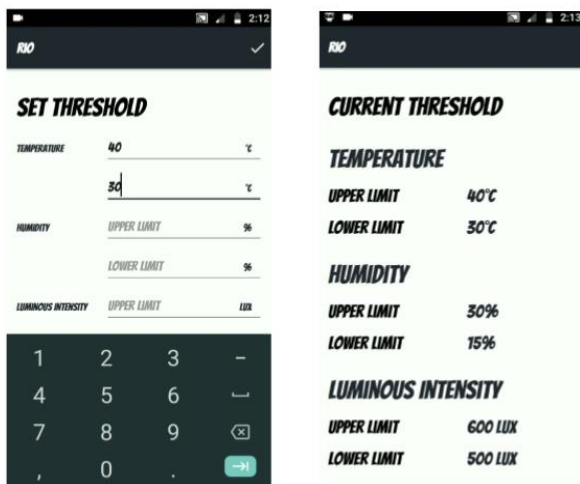 2:12
RIO
SET THRESHOLD
TEMPERATURE 40 °C
30 °C
HUMIDITY UPPER LIMIT %
LOWER LIMIT %
LUMINOUS INTENSITY UPPER LIMIT LUX
1 2 3 -
4 5 6
7 8 9
, 0 .
2:13
RIO
CURRENT THRESHOLD
TEMPERATURE
UPPER LIMIT 40°C
LOWER LIMIT 30°C
HUMIDITY
UPPER LIMIT 30%
LOWER LIMIT 15%
LUMINOUS INTENSITY
UPPER LIMIT 600 LUX
LOWER LIMIT 500 LUX